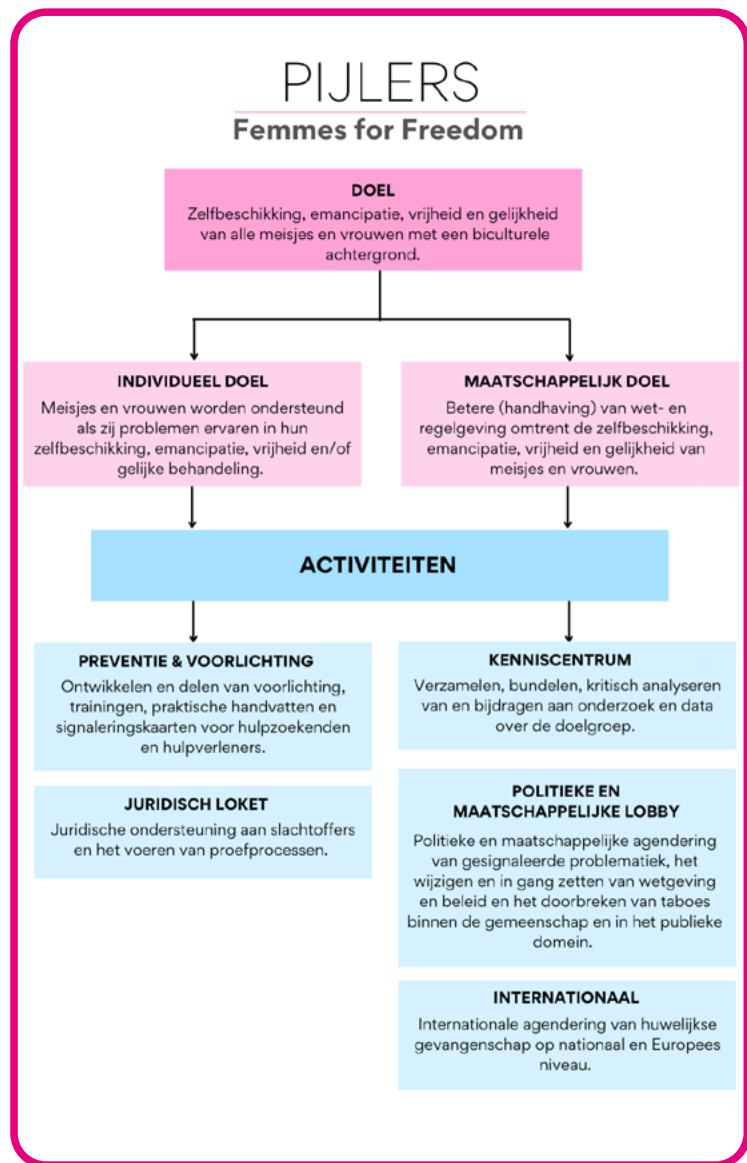 PIJLERS
Femmes for Freedom
DOEL
Zelfbeschikking, emancipatie, vrijheid en gelijkheid
van alle meisjes en vrouwen met een biculturele
achtergrond.
INDIVIDUEEL DOEL
Meisjes en vrouwen worden ondersteund
als zij problemen ervaren in hun
zelfbeschikking, emancipatie, vrijheid en/of
gelijke behandeling.
MAATSCHAPPELIJK DOEL
Betere (handhaving) van wet- en
regelgeving omtrent de zelfbeschikking,
emancipatie, vrijheid en gelijkheid van
meisjes en vrouwen.
ACTIVITEITEN
PREVENTIE & VOORLICHTING
Ontwikkelen en delen van voorlichting,
trainingen, praktische handvatten en
signaleringskaarten voor hulpzoekenden
en hulpverleners.
JURIDISCH LOKET
Juridische ondersteuning aan slachtoffers
en het voeren van proefprocessen.
KENNISCENTRUM
Verzamelen, bundelen, kritisch analyseren
van en bijdragen aan onderzoek en data
over de doelgroep.
POLITIEKE EN
MAATSCHAPPELIJKE LOBBY
Politieke en maatschappelijke agendering
van gesignaleerde problematiek, het
wijzigen en in gang zetten van wetgeving
en beleid en het doorbreken van taboes
binnen de gemeenschap en in het publieke
domein.
INTERNATIONAAL
Internationale agendering van huwelijkse
gevangenschap op nationaal en Europees
niveau.